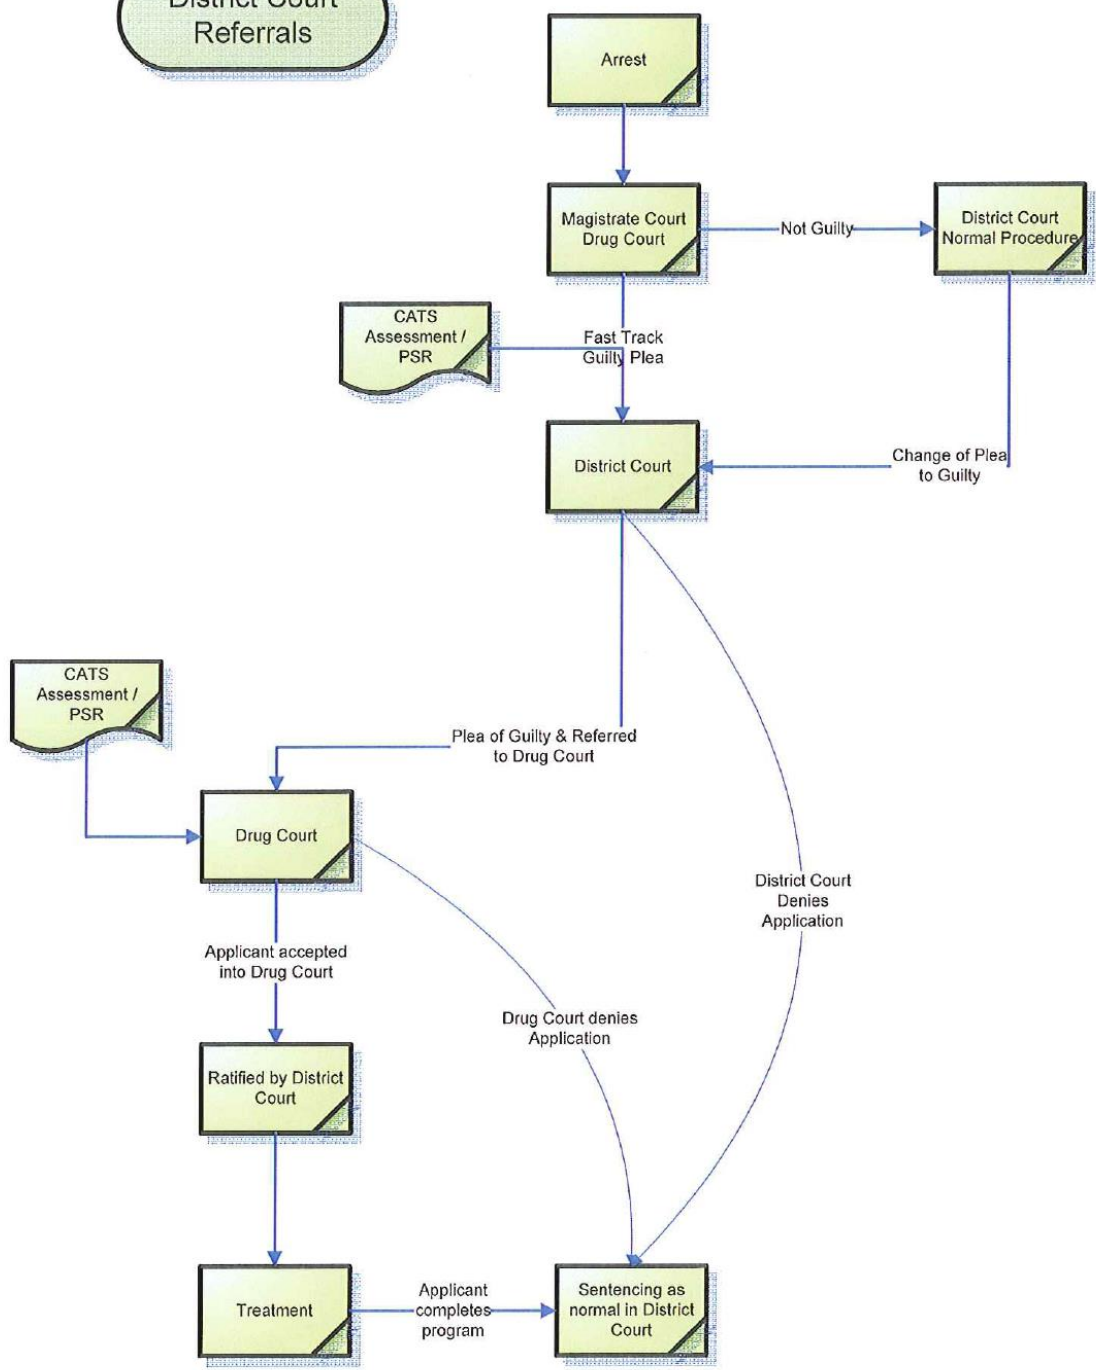 District Court
Referrals
Arrest
Magistrate Court
Drug Court
Not Guilty
District Court
Normal Procedure
CATS
Assessment /
PSR
Fast Track
Guilty Plea
District Court
Change of Plea
to Guilty
CATS
Assessment /
PSR
Plea of Guilty & Referred
to Drug Court
Drug Court
District Court
Denies
Application
Applicant accepted
into Drug Court
Drug Court denies
Application
Ratified by District
Court
Treatment
Applicant
completes
program
Sentencing as
normal in District
Court